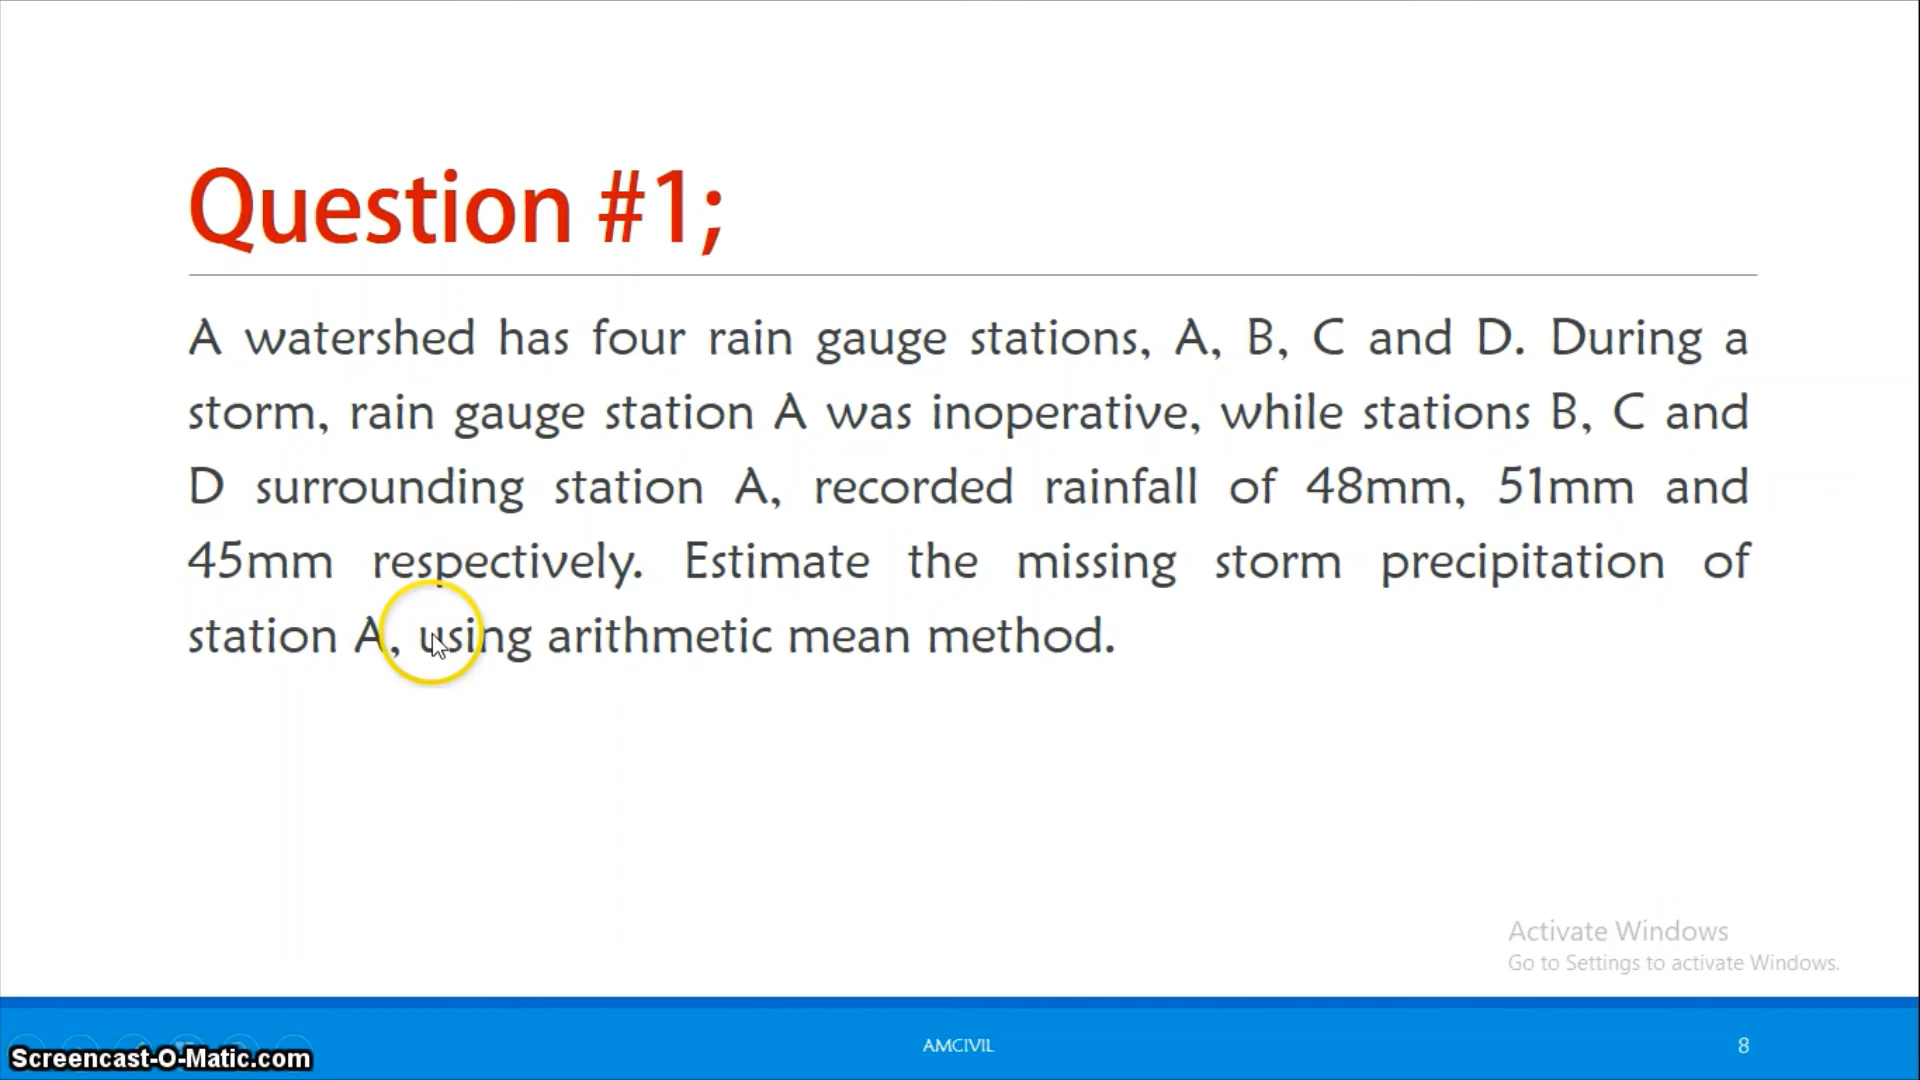 Question #1;
A watershed has four rain gauge stations, A, B, C and D. During a
storm, rain gauge station A was inoperative, while stations B, C and
D surrounding station A, recorded rainfall of 48mm, 51mm and
45mm respectively. Estimate the missing storm precipitation of
station A, using arithmetic mean method.
Activate Windows
Go to Settings to activate Windows.
AMCIVIL
8
Screencast-O-Matic.com